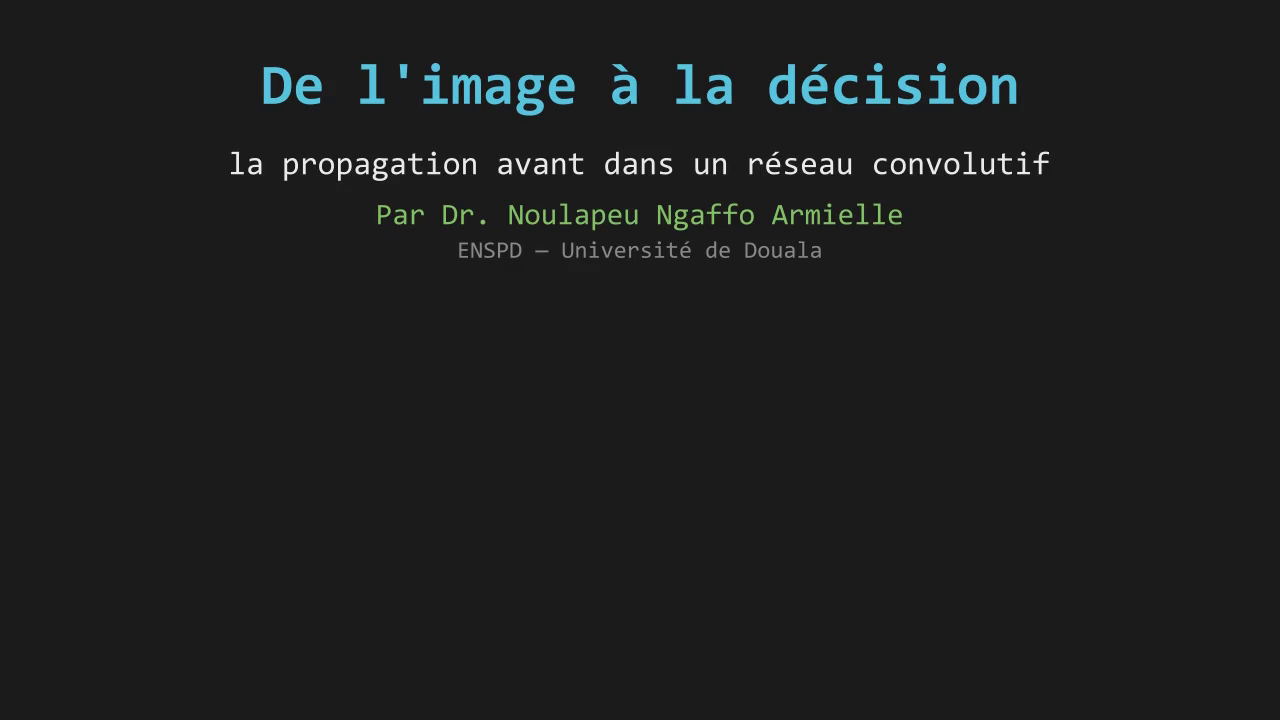 De l'image à la décision
la propagation avant dans un réseau convolutif
Par Dr. Noulapeu Ngaffo Armielle
ENSPD — Université de Douala